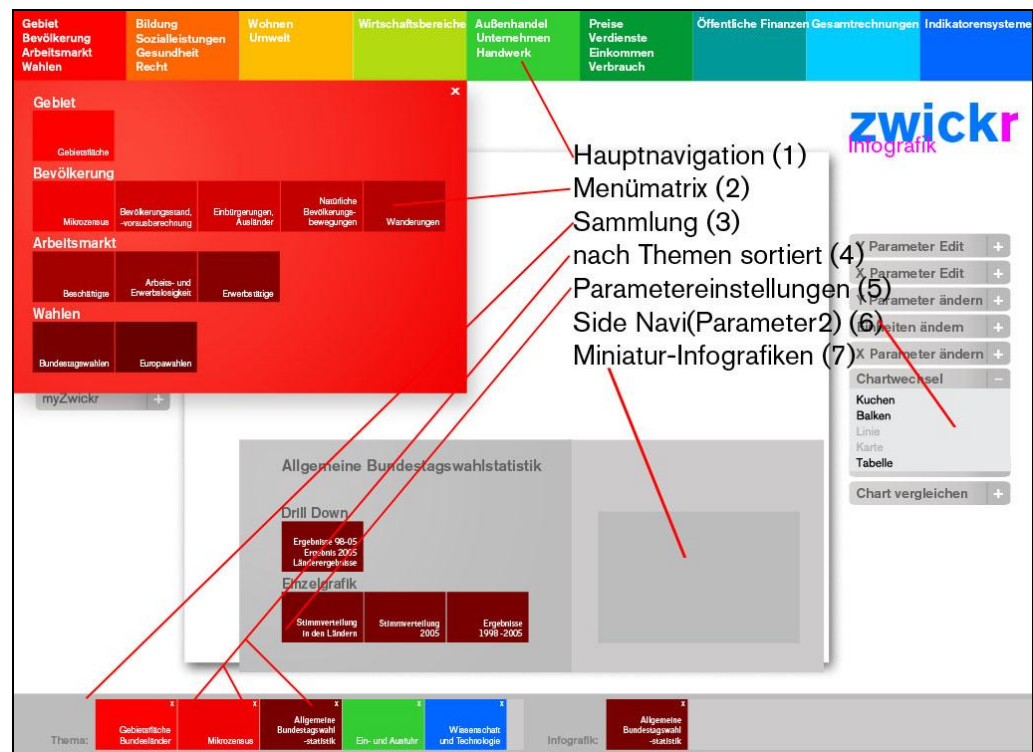 Gebiet
Bevölkerung
Arbeitsmarkt
Wahlen
Bildung
Sozialleistungen
Gesundheit
Recht
Wohnen
Umwelt
Wirtschaftsbereiche
Außenhandel
Unternehmen
Handwerk
Preise
Verdienste
Einkommen
Verbrauch
Öffentliche Finanzen
Gesamtrechnungen
Indikatorensysteme
x
Gebiet
Gebietsfläche
Bevölkerung
Mikrozensus
Bevölkerungsstand,
-vorausberechnung
Einbürgerungen,
Ausländer
Natürliche
Bevölkerungs-
bewegungen
Wanderungen
Arbeitsmarkt
Beschäftigte
Arbeits- und
Erwerbslosigkeit
Erwerbstätige
Wahlen
Bundestagswahlen
Europawahlen
myZwickr +
zwickr
Infografik
Hauptnavigation (1)
Menümatrix (2)
Sammlung (3)
nach Themen sortiert (4)
Parametereinstellungen (5)
Side Navi(Parameter2) (6)
Miniatur-Infografiken (7)
Y Parameter Edit +
X Parameter Edit +
Y Parameter ändern +
Einheiten ändern +
X Parameter ändern +
Chartwechsel –
Kuchen
Balken
Linie
Karte
Tabelle
Chart vergleichen +
Allgemeine Bundestagswahlstatistik
Drill Down
Ergebnisse 98-05
Ergebnis 2005
Länderergebnisse
Einzelgrafik
Stimmverteilung
in den Ländern
Stimmverteilung
2005
Ergebnisse
1998 -2005
Thema:
x
Gebietsfläche
Bundesländer
x
Mikrozensus
x
Allgemeine
Bundestagswahl
-statistik
x
Ein- und Ausfuhr
x
Wissenschaft
und Technologie
Infografik:
x
Allgemeine
Bundestagswahl
-statistik